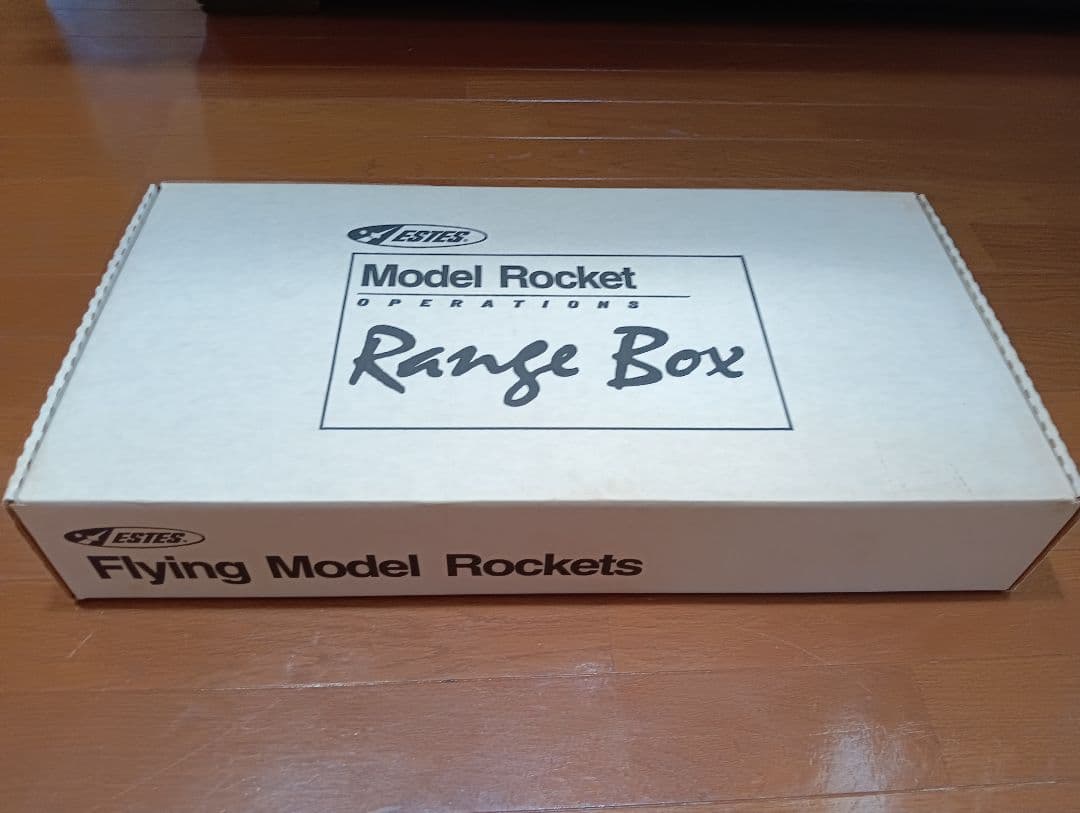 ESTES®
Model Rocket
OPERATIONS
Range Box
ESTES®
Flying Model Rockets